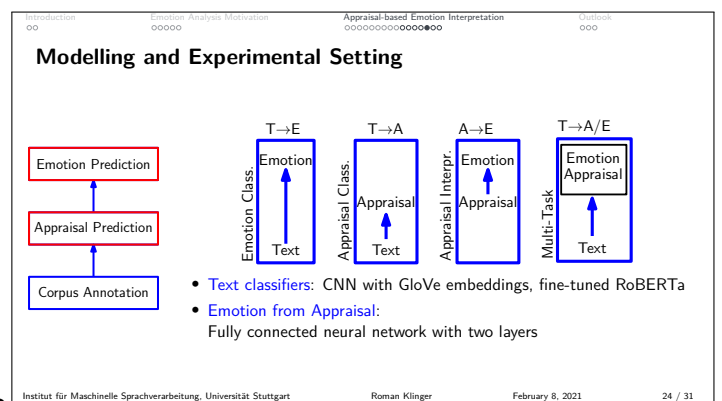 Introduction Emotion Analysis Motivation Appraisal-based Emotion Interpretation Outlook
Modelling and Experimental Setting
Emotion Prediction
Appraisal Prediction
Corpus Annotation
T→E
Emotion Class.
Emotion
Text
T→A
Appraisal Class.
Appraisal
Text
A→E
Appraisal Interpr.
Emotion
Appraisal
T→A/E
Multi-Task
Emotion
Appraisal
Text
• Text classifiers: CNN with GloVe embeddings, fine-tuned RoBERTa
• Emotion from Appraisal:
Fully connected neural network with two layers
Institut für Maschinelle Sprachverarbeitung, Universität Stuttgart Roman Klinger February 8, 2021 24 / 31